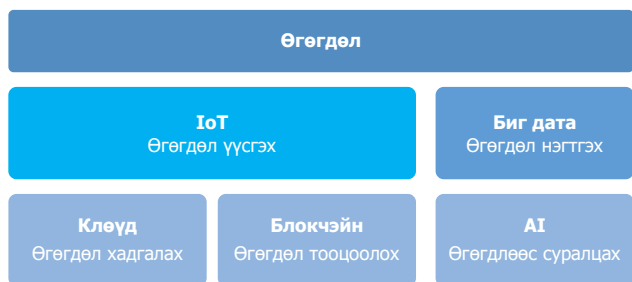 Өгөгдөл
IoT
Өгөгдөл үүсгэх
Биг дата
Өгөгдөл нэгтгэх
Клөүд
Өгөгдөл хадгалах
Блокчэйн
Өгөгдөл тооцоолох
AI
Өгөгдлөөс суралцах